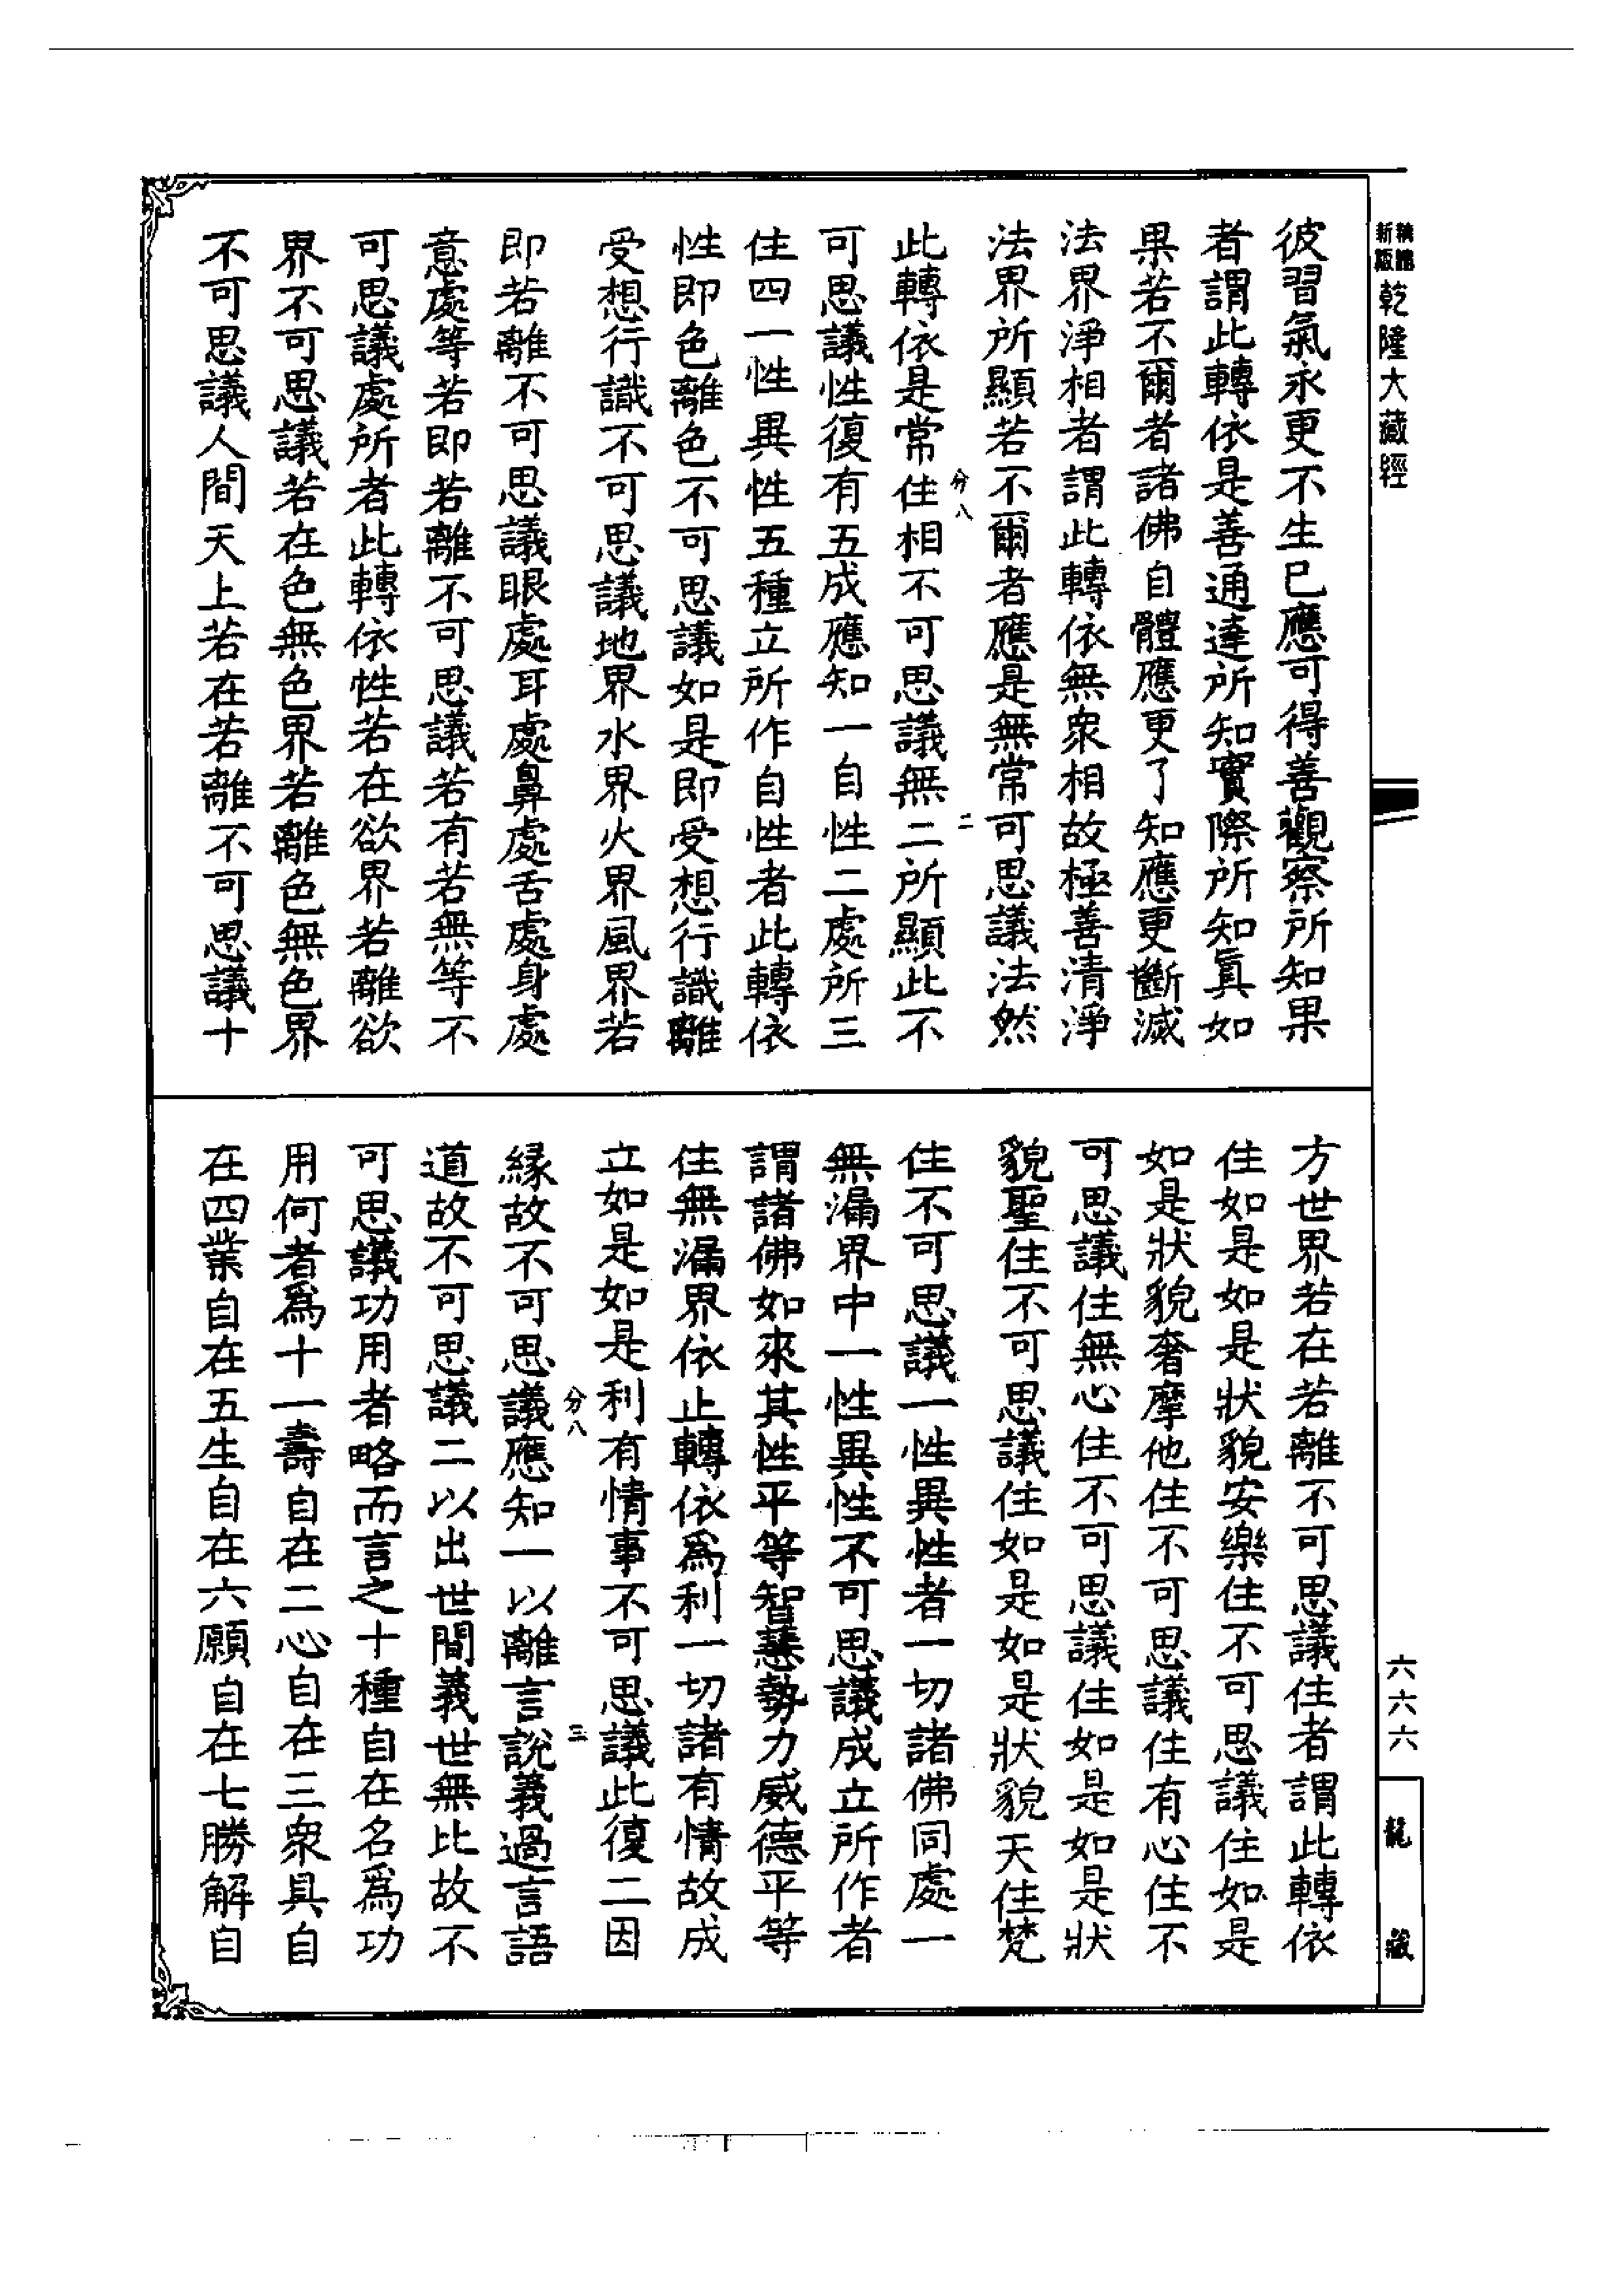 新版
乾隆大藏經
彼習氣永更不生已應可得善觀察所知果
者謂此轉依是善通達所知實際所知真如
果若不爾者諸佛自體應更了知應更斷滅
法界淨相者謂此轉依無衆相故極善清淨
法界所顯若不爾者應是無常可思議法然
分八
二
此轉依是常住相不可思議無二所顯此不
可思議性復有五成應知一自性二處所三
住四一性異性五種立所作自性者此轉依
性即色離色不可思議如是即受想行識離
受想行識不可思議地界水界火界風界若
即若離不可思議眼處耳處鼻處舌處身處
意處等若即若離不可思議若有若無等不
可思議處所者此轉依性若在欲界若離欲
界不可思議若在色無色界若離色無色界
不可思議人間天上若在若離不可思議十
方世界若在若離不可思議住者謂此轉依
住如是如是狀貌安樂住不可思議住如是
如是狀貌奢摩他住不可思議住有心住不
可思議住無心住不可思議住如是如是狀
貌聖住不可思議住如是如是狀貌天住梵
住不可思議一性異性者一切諸佛同處一
無漏界中一性異性不可思議成立所作者
謂諸佛如來其性平等智慧勢力威德平等
住無漏界依止轉依為利一切諸有情故成
立如是如是利有情事不可思議此復二因
分八
三
緣故不可思議應知一以離言說義過言語
道故不可思議二以出世間義世無比故不
可思議功用者略而言之十種自在名為功
用何者為十一壽自在二心自在三衆具自
在四業自在五生自在六願自在七勝解自
六六六
龍藏